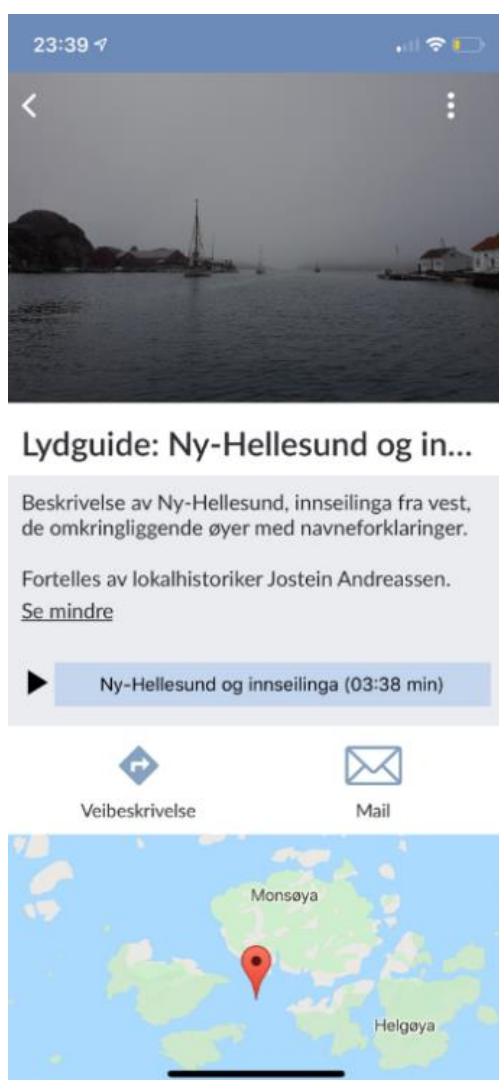 23:39
Lydguide: Ny-Hellesund og in...
Beskrivelse av Ny-Hellesund, innseilinga fra vest,
de omkringliggende øyer med navneforklaringer.
Fortelles av lokalhistoriker Jostein Andreassen.
Se mindre
Ny-Hellesund og innseilinga (03:38 min)
Veibeskrivelse
Mail
Monsøya
Helgøya